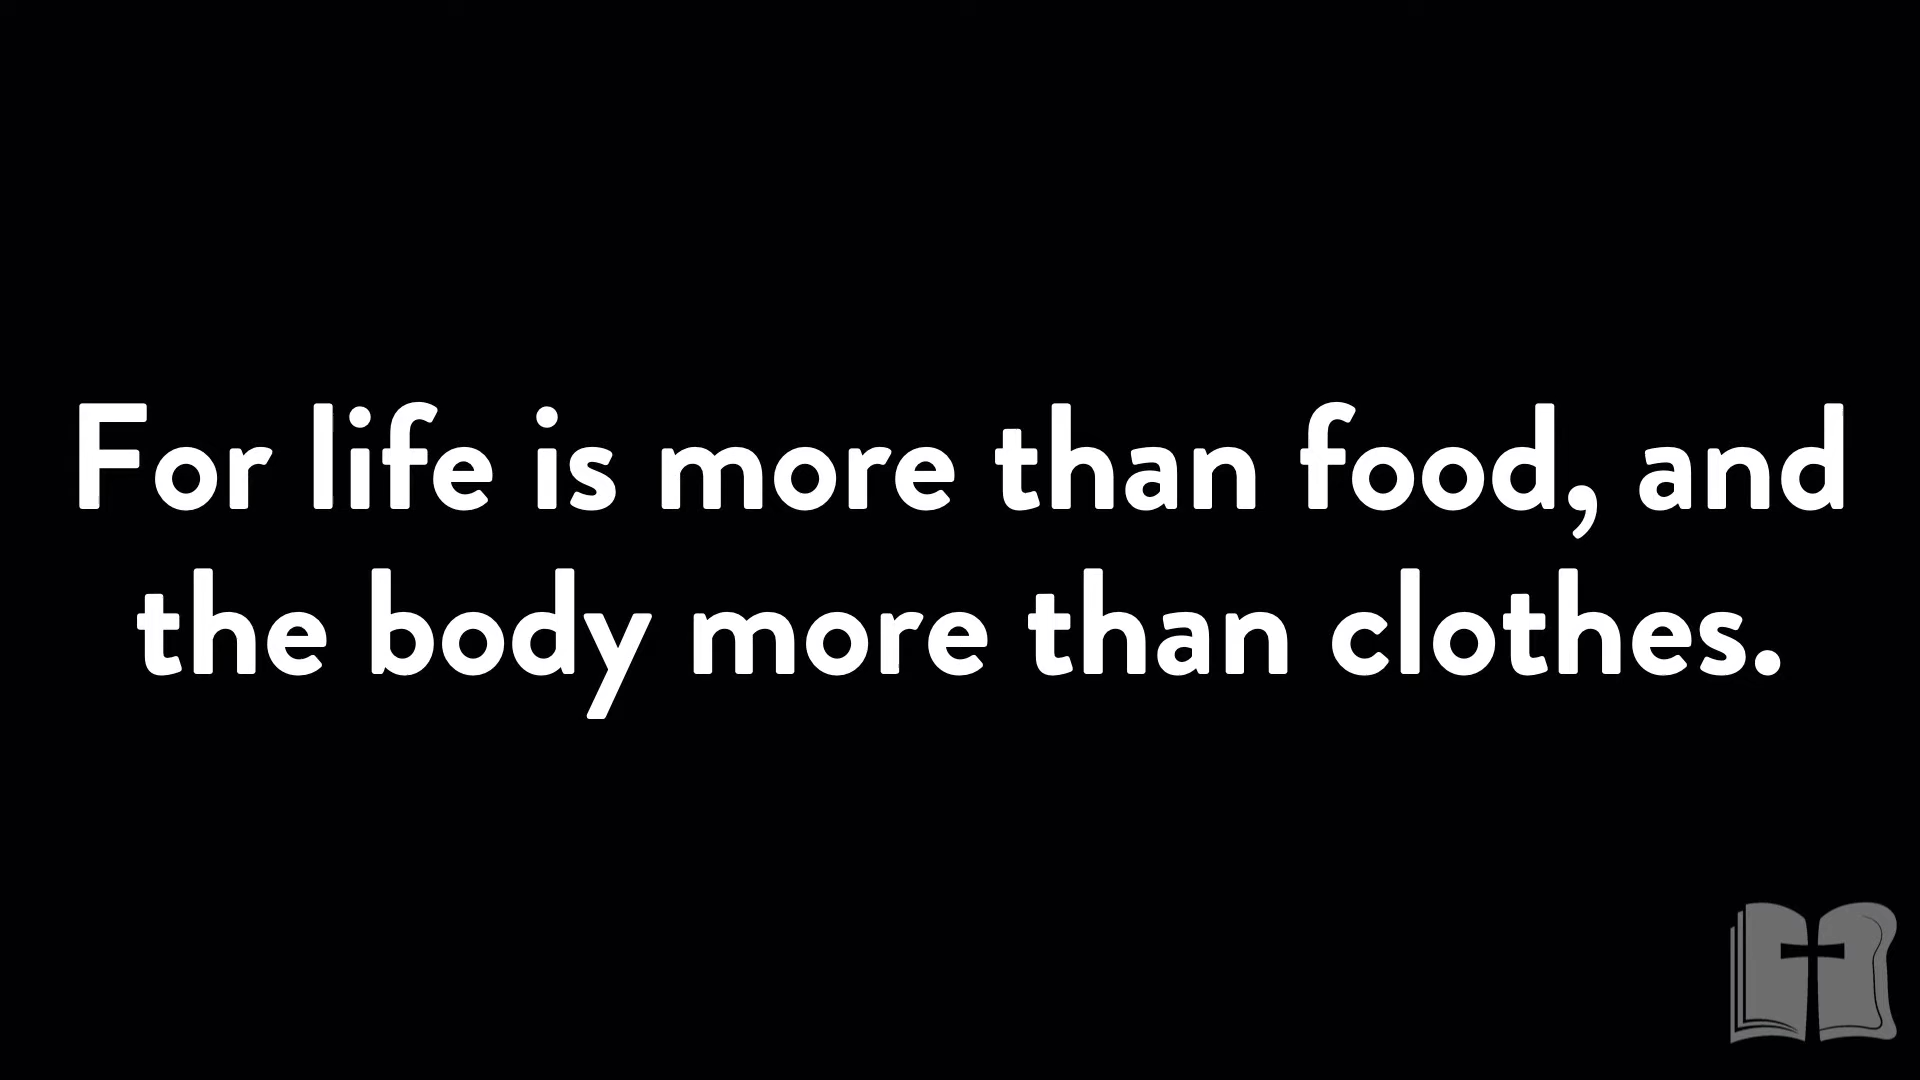 For life is more than food, and
the body more than clothes.